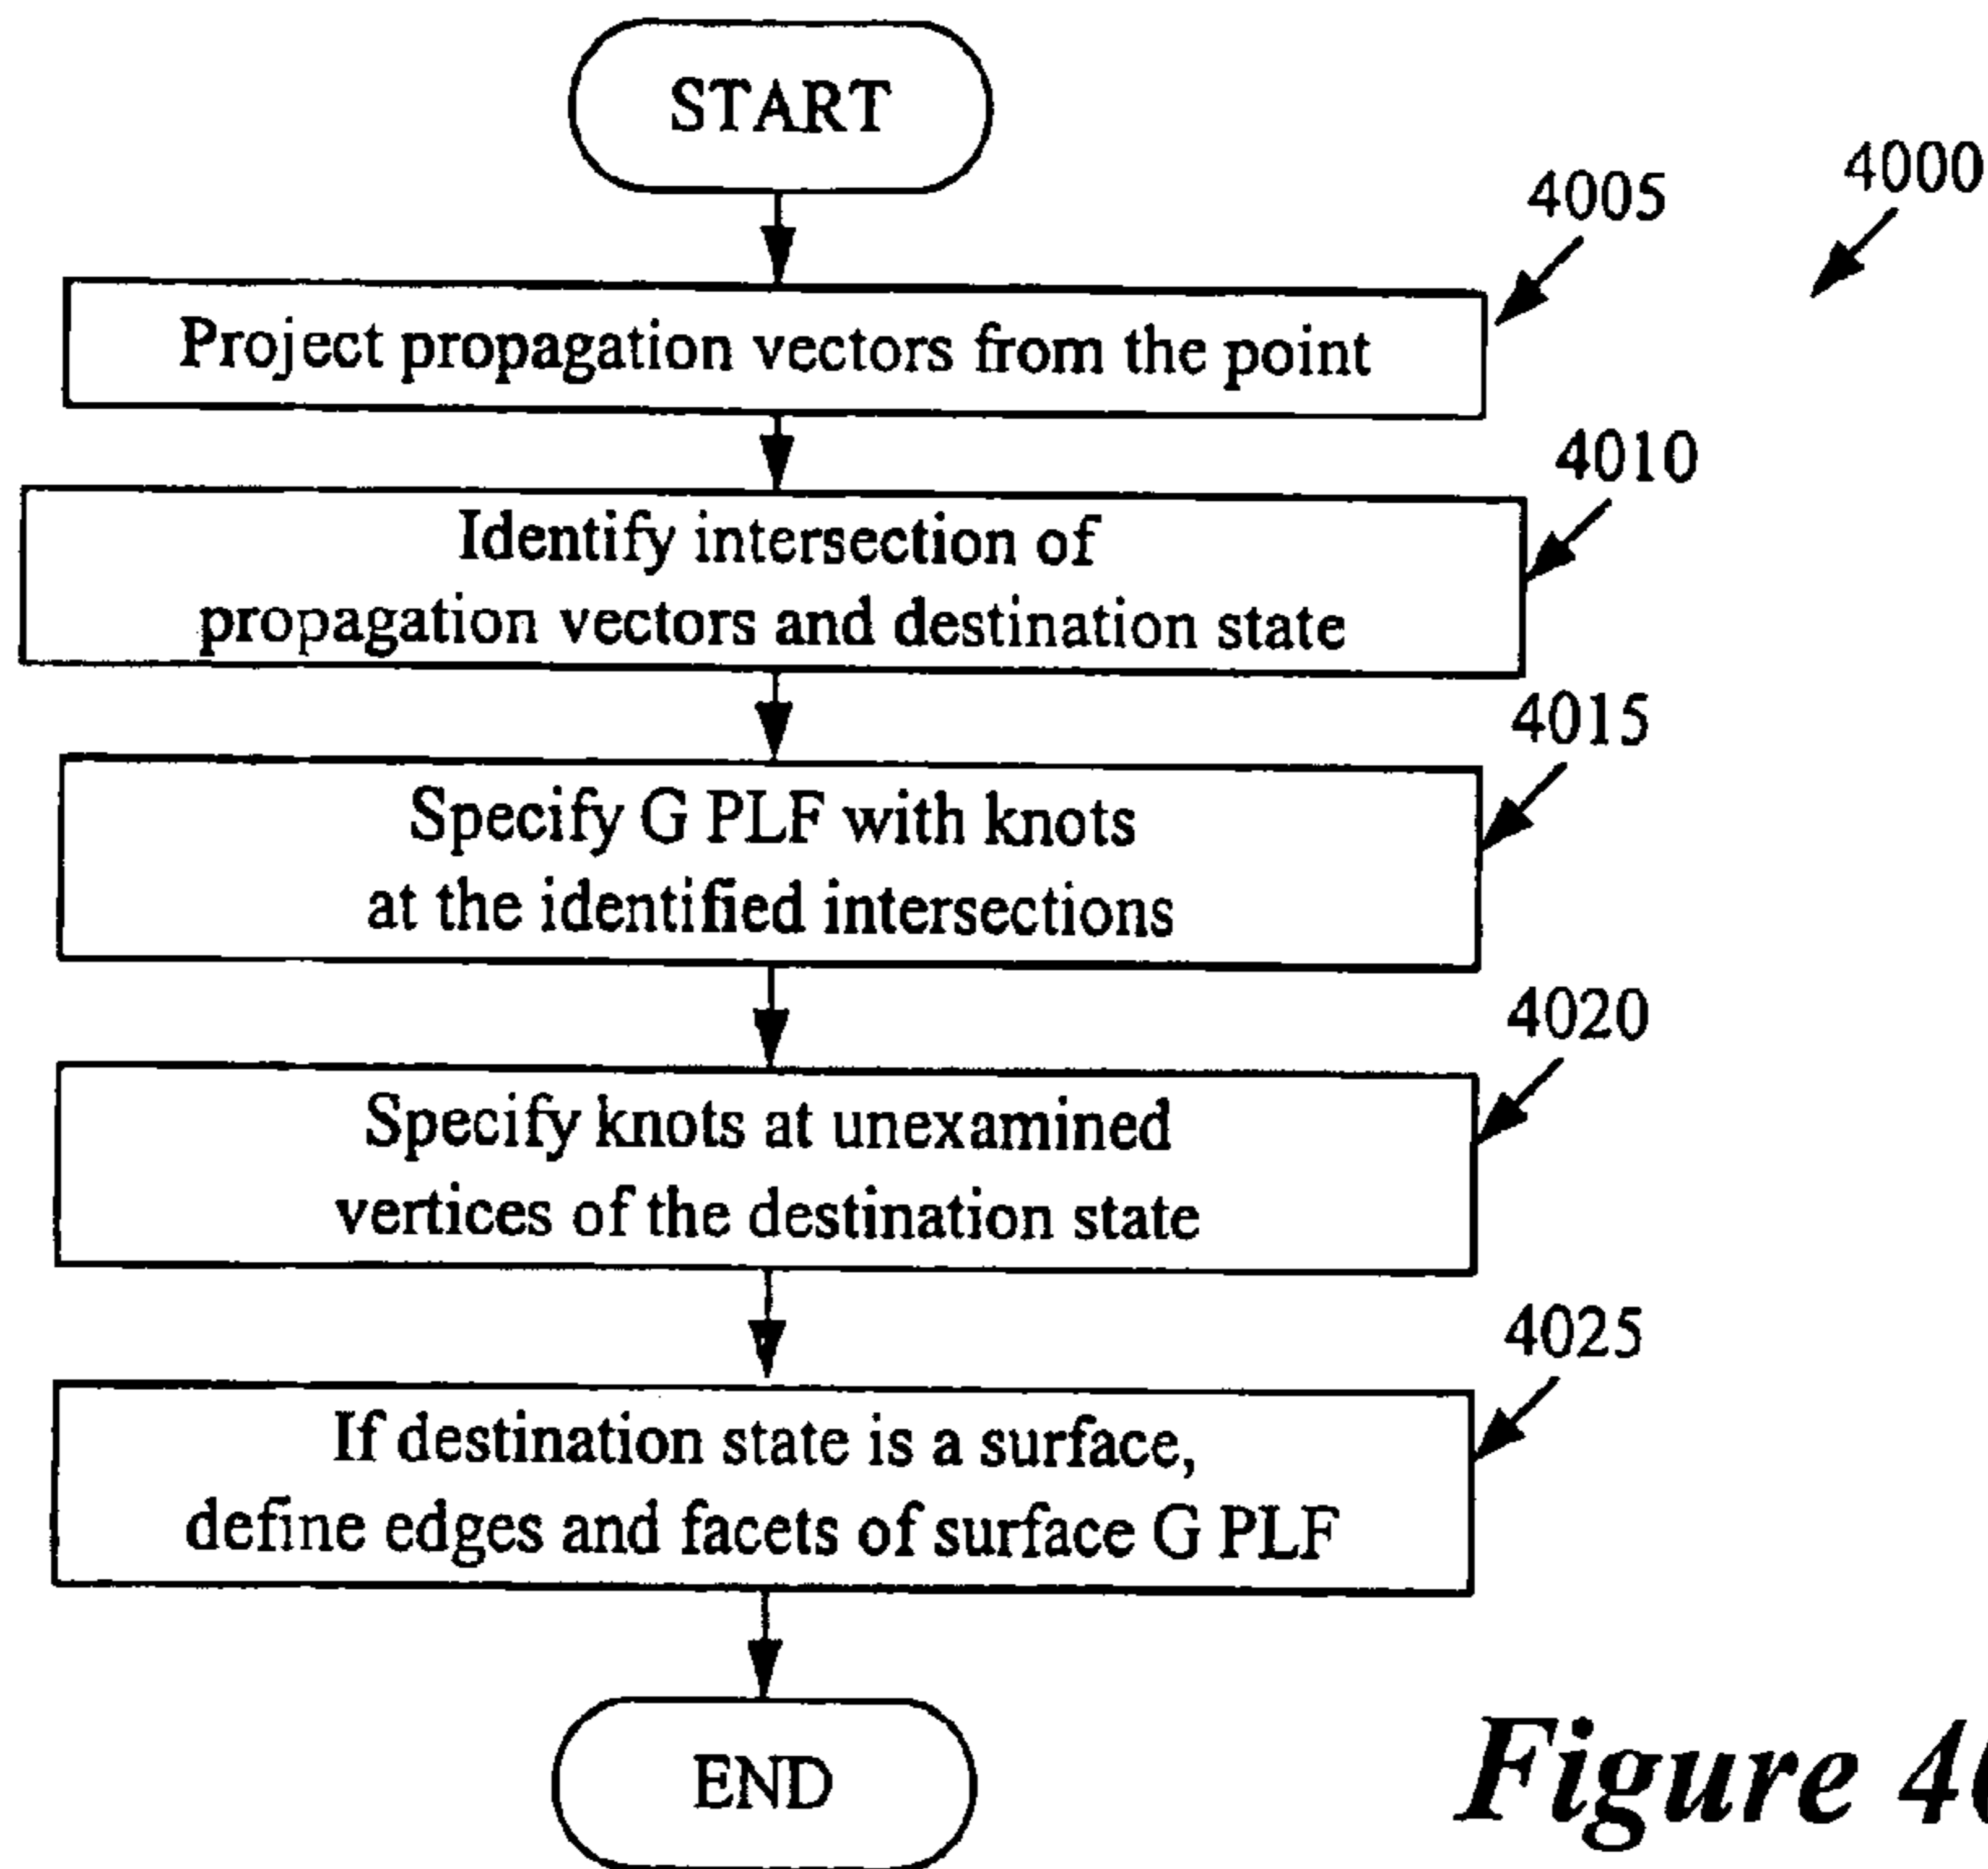 START
4000
4005
Project propagation vectors from the point
4010
Identify intersection of
propagation vectors and destination state
4015
Specify G PLF with knots
at the identified intersections
4020
Specify knots at unexamined
vertices of the destination state
4025
If destination state is a surface,
define edges and facets of surface G PLF
END
Figure